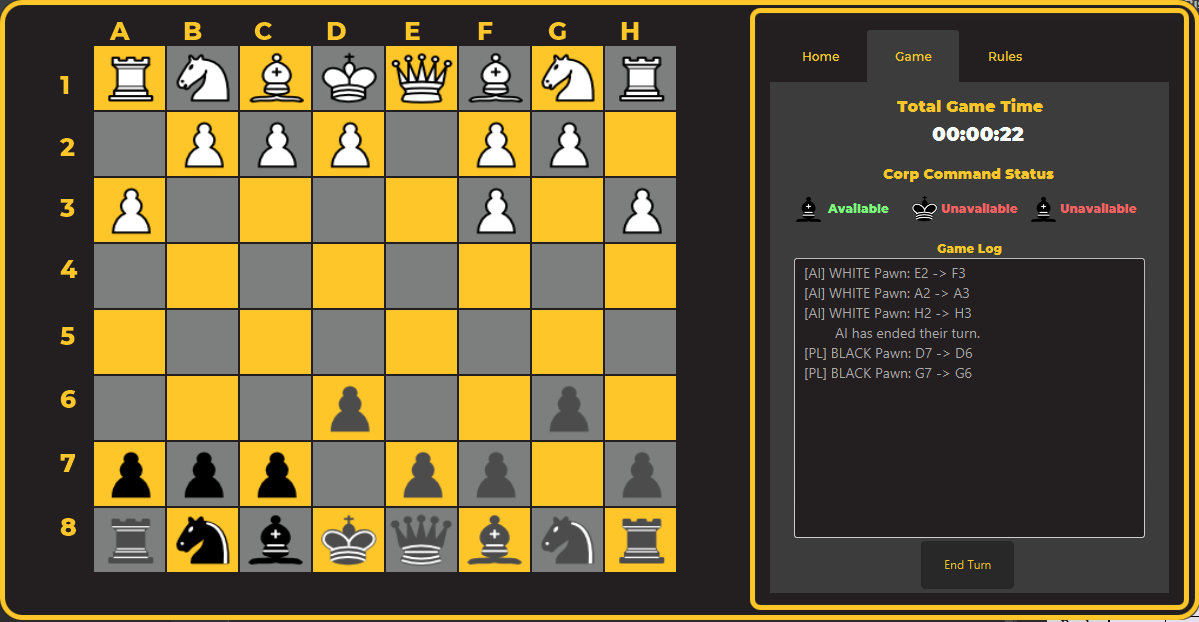 A B C D E F G H
1
2
3
4
5
6
7
8
Home Game Rules
Total Game Time
00:00:22
Corp Command Status
Available Unavailable Unavailable
Game Log
[AI] WHITE Pawn: E2 -> F3
[AI] WHITE Pawn: A2 -> A3
[AI] WHITE Pawn: H2 -> H3
AI has ended their turn.
[PL] BLACK Pawn: D7 -> D6
[PL] BLACK Pawn: G7 -> G6
End Turn